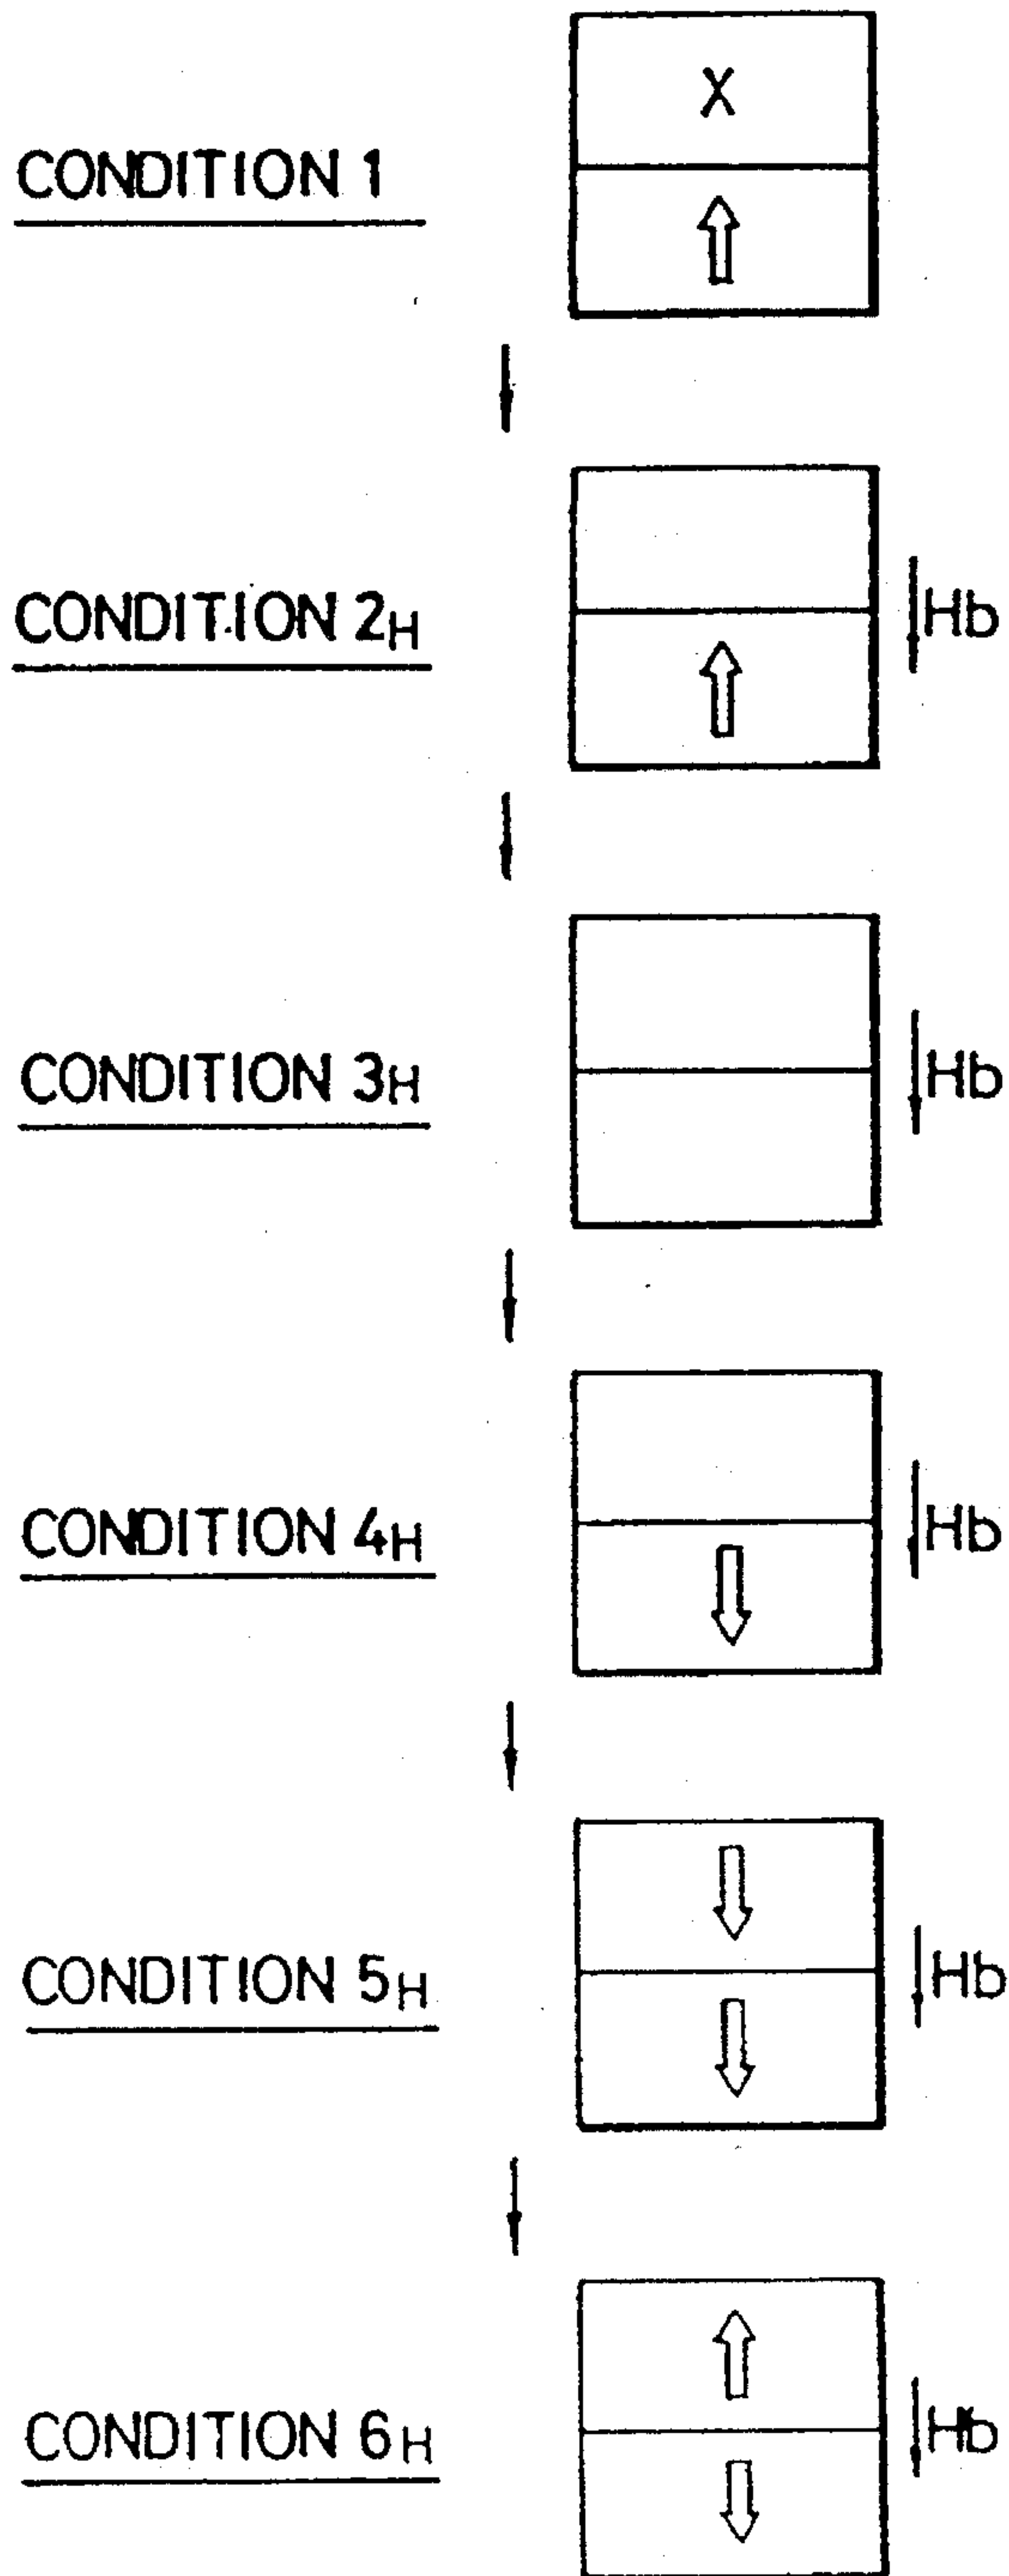 X
CONDITION 1
CONDITION 2H
Hb
CONDITION 3H
Hb
CONDITION 4H
Hb
CONDITION 5H
Hb
CONDITION 6H
Hb